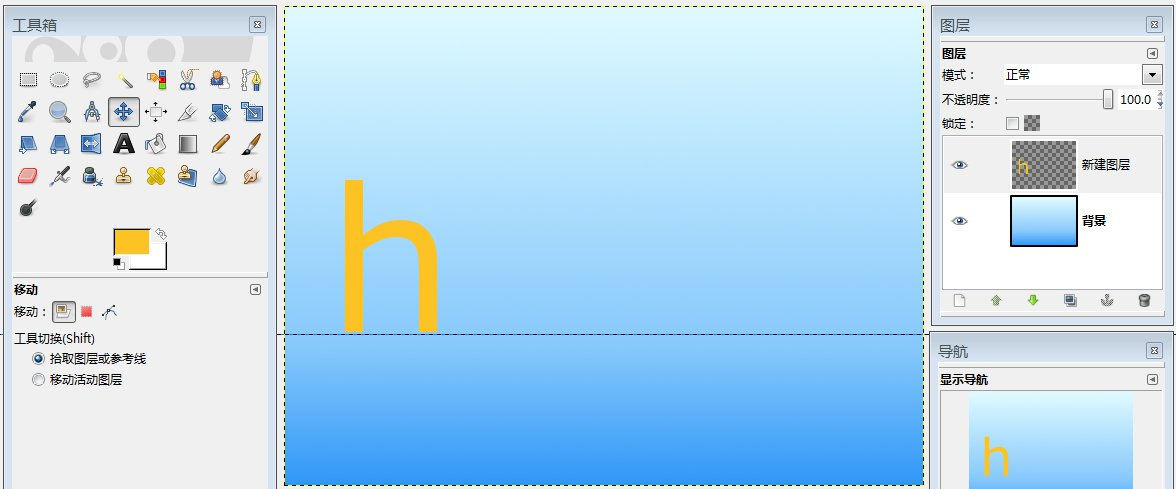 工具箱
移动
移动：
工具切换(Shift)
拾取图层或参考线
移动活动图层
h
图层
图层
模式： 正常
不透明度： 100.0
锁定：
h 新建图层
背景
导航
显示导航
h